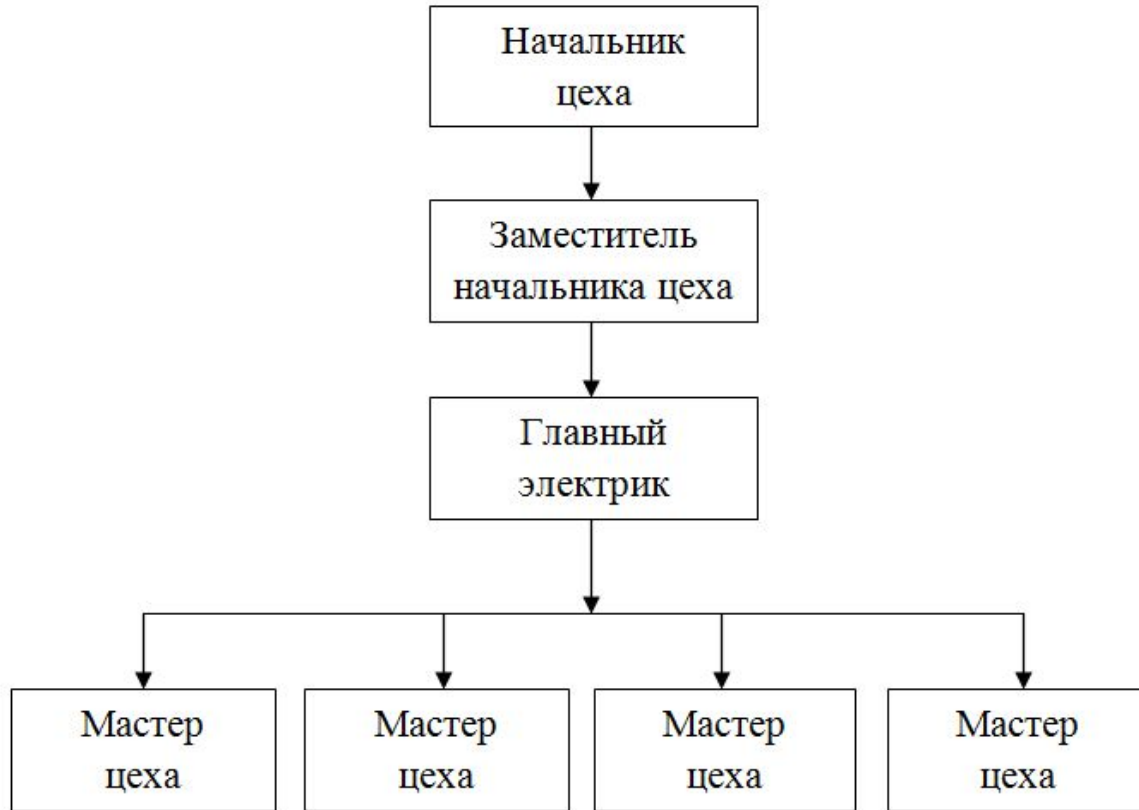 Начальник
цеха
Заместитель
начальника цеха
Главный
электрик
Мастер
цеха
Мастер
цеха
Мастер
цеха
Мастер
цеха